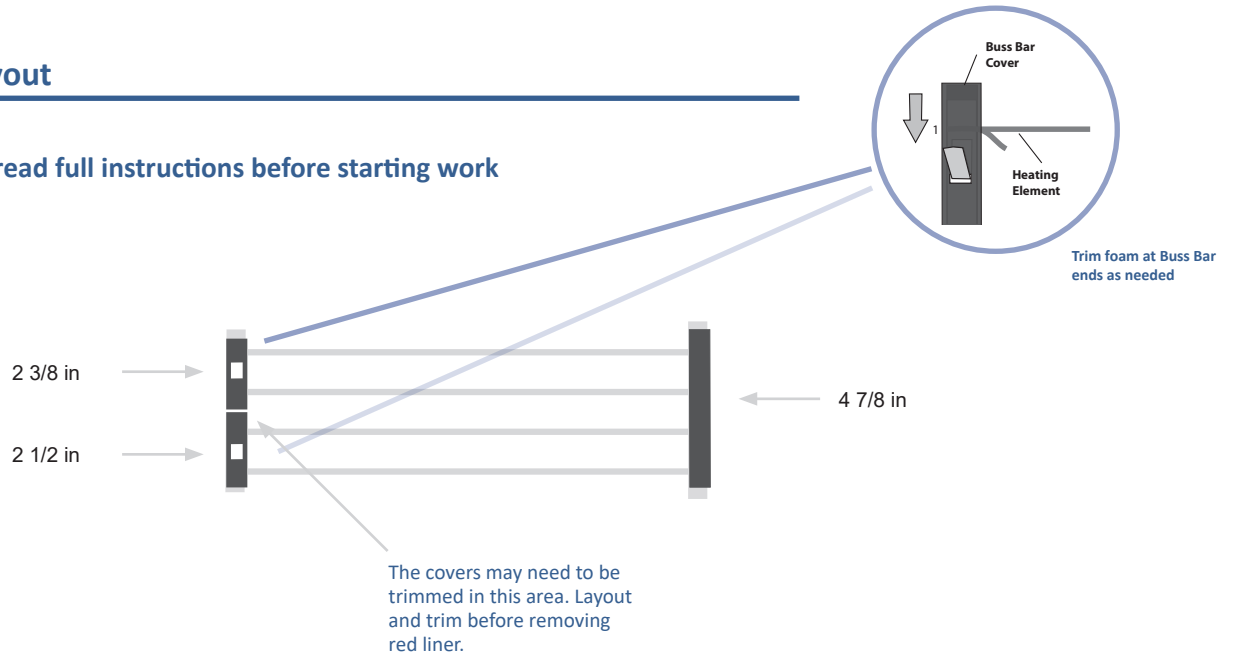 read full instructions before starting work
Buss Bar
Cover
1
Heating
Element
Trim foam at Buss Bar
ends as needed
2 3/8 in
4 7/8 in
2 1/2 in
The covers may need to be
trimmed in this area. Layout
and trim before removing
red liner.